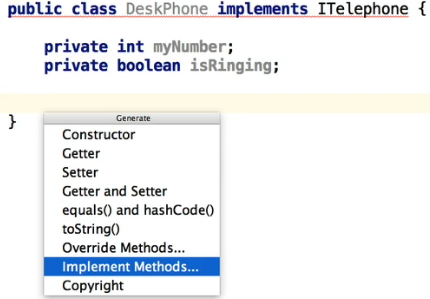 public class DeskPhone implements ITelephone {
private int myNumber;
private boolean isRinging;
}
Generate
Constructor
Getter
Setter
Getter and Setter
equals() and hashCode()
toString()
Override Methods...
Implement Methods...
Copyright